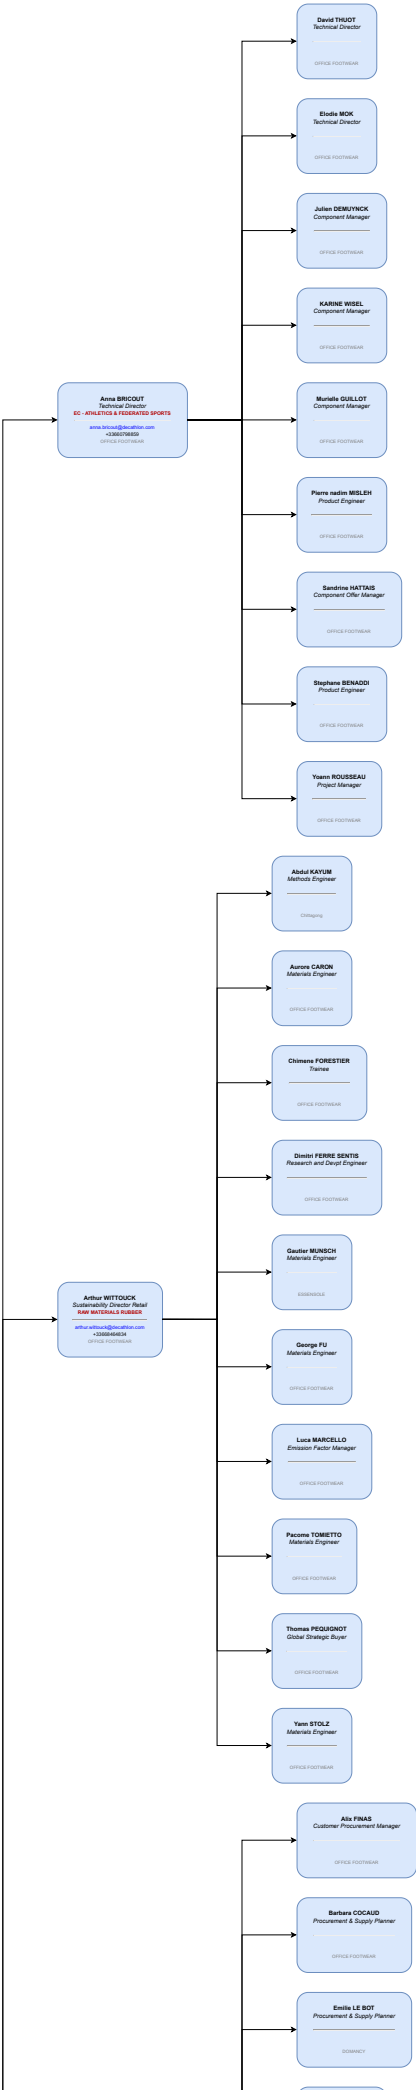 David THUOT
Technical Director
OFFICE FOOTWEAR
Elodie MOK
Technical Director
OFFICE FOOTWEAR
Julien DEMUYNCK
Component Manager
OFFICE FOOTWEAR
KARINE WISEL
Component Manager
OFFICE FOOTWEAR
Anna BRICOUT
Technical Director
EC - ATHLETICS & FEDERATED SPORTS
anna.bricout@decathlon.com
+33660798859
OFFICE FOOTWEAR
Murielle GUILLOT
Component Manager
OFFICE FOOTWEAR
Pierre nadim MISLEH
Product Engineer
OFFICE FOOTWEAR
Sandrine HATTAIS
Component Offer Manager
OFFICE FOOTWEAR
Stephane BENADDI
Product Engineer
OFFICE FOOTWEAR
Yoann ROUSSEAU
Project Manager
OFFICE FOOTWEAR
Abdul KAYUM
Methods Engineer
Chittagong
Aurore CARON
Materials Engineer
OFFICE FOOTWEAR
Chimene FORESTIER
Trainee
OFFICE FOOTWEAR
Dimitri FERRE SENTIS
Research and Devpt Engineer
OFFICE FOOTWEAR
Gautier MUNSCH
Materials Engineer
ESSENSOLE
Arthur WITTOUCK
Sustainability Director Retail
RAW MATERIALS RUBBER
arthur.wittouck@decathlon.com
+33668464834
OFFICE FOOTWEAR
George FU
Materials Engineer
OFFICE FOOTWEAR
Luca MARCELLO
Emission Factor Manager
OFFICE FOOTWEAR
Pacome TOMIETTO
Materials Engineer
OFFICE FOOTWEAR
Thomas PEQUIGNOT
Global Strategic Buyer
OFFICE FOOTWEAR
Yann STOLZ
Materials Engineer
OFFICE FOOTWEAR
Alix FINAS
Customer Procurement Manager
OFFICE FOOTWEAR
Barbara COCAUD
Procurement & Supply Planner
OFFICE FOOTWEAR
Emilie LE BOT
Procurement & Supply Planner
DOMANCY